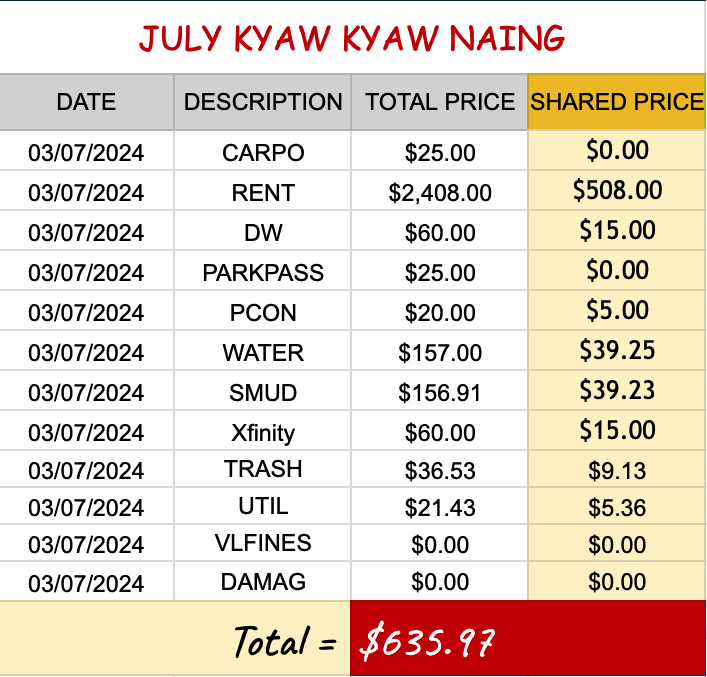 JULY KYAW KYAW NAING
DATE DESCRIPTION TOTAL PRICE SHARED PRICE
03/07/2024 CARPO $25.00 $0.00
03/07/2024 RENT $2,408.00 $508.00
03/07/2024 DW $60.00 $15.00
03/07/2024 PARKPASS $25.00 $0.00
03/07/2024 PCON $20.00 $5.00
03/07/2024 WATER $157.00 $39.25
03/07/2024 SMUD $156.91 $39.23
03/07/2024 Xfinity $60.00 $15.00
03/07/2024 TRASH $36.53 $9.13
03/07/2024 UTIL $21.43 $5.36
03/07/2024 VLFINES $0.00 $0.00
03/07/2024 DAMAG $0.00 $0.00
Total = $635.97